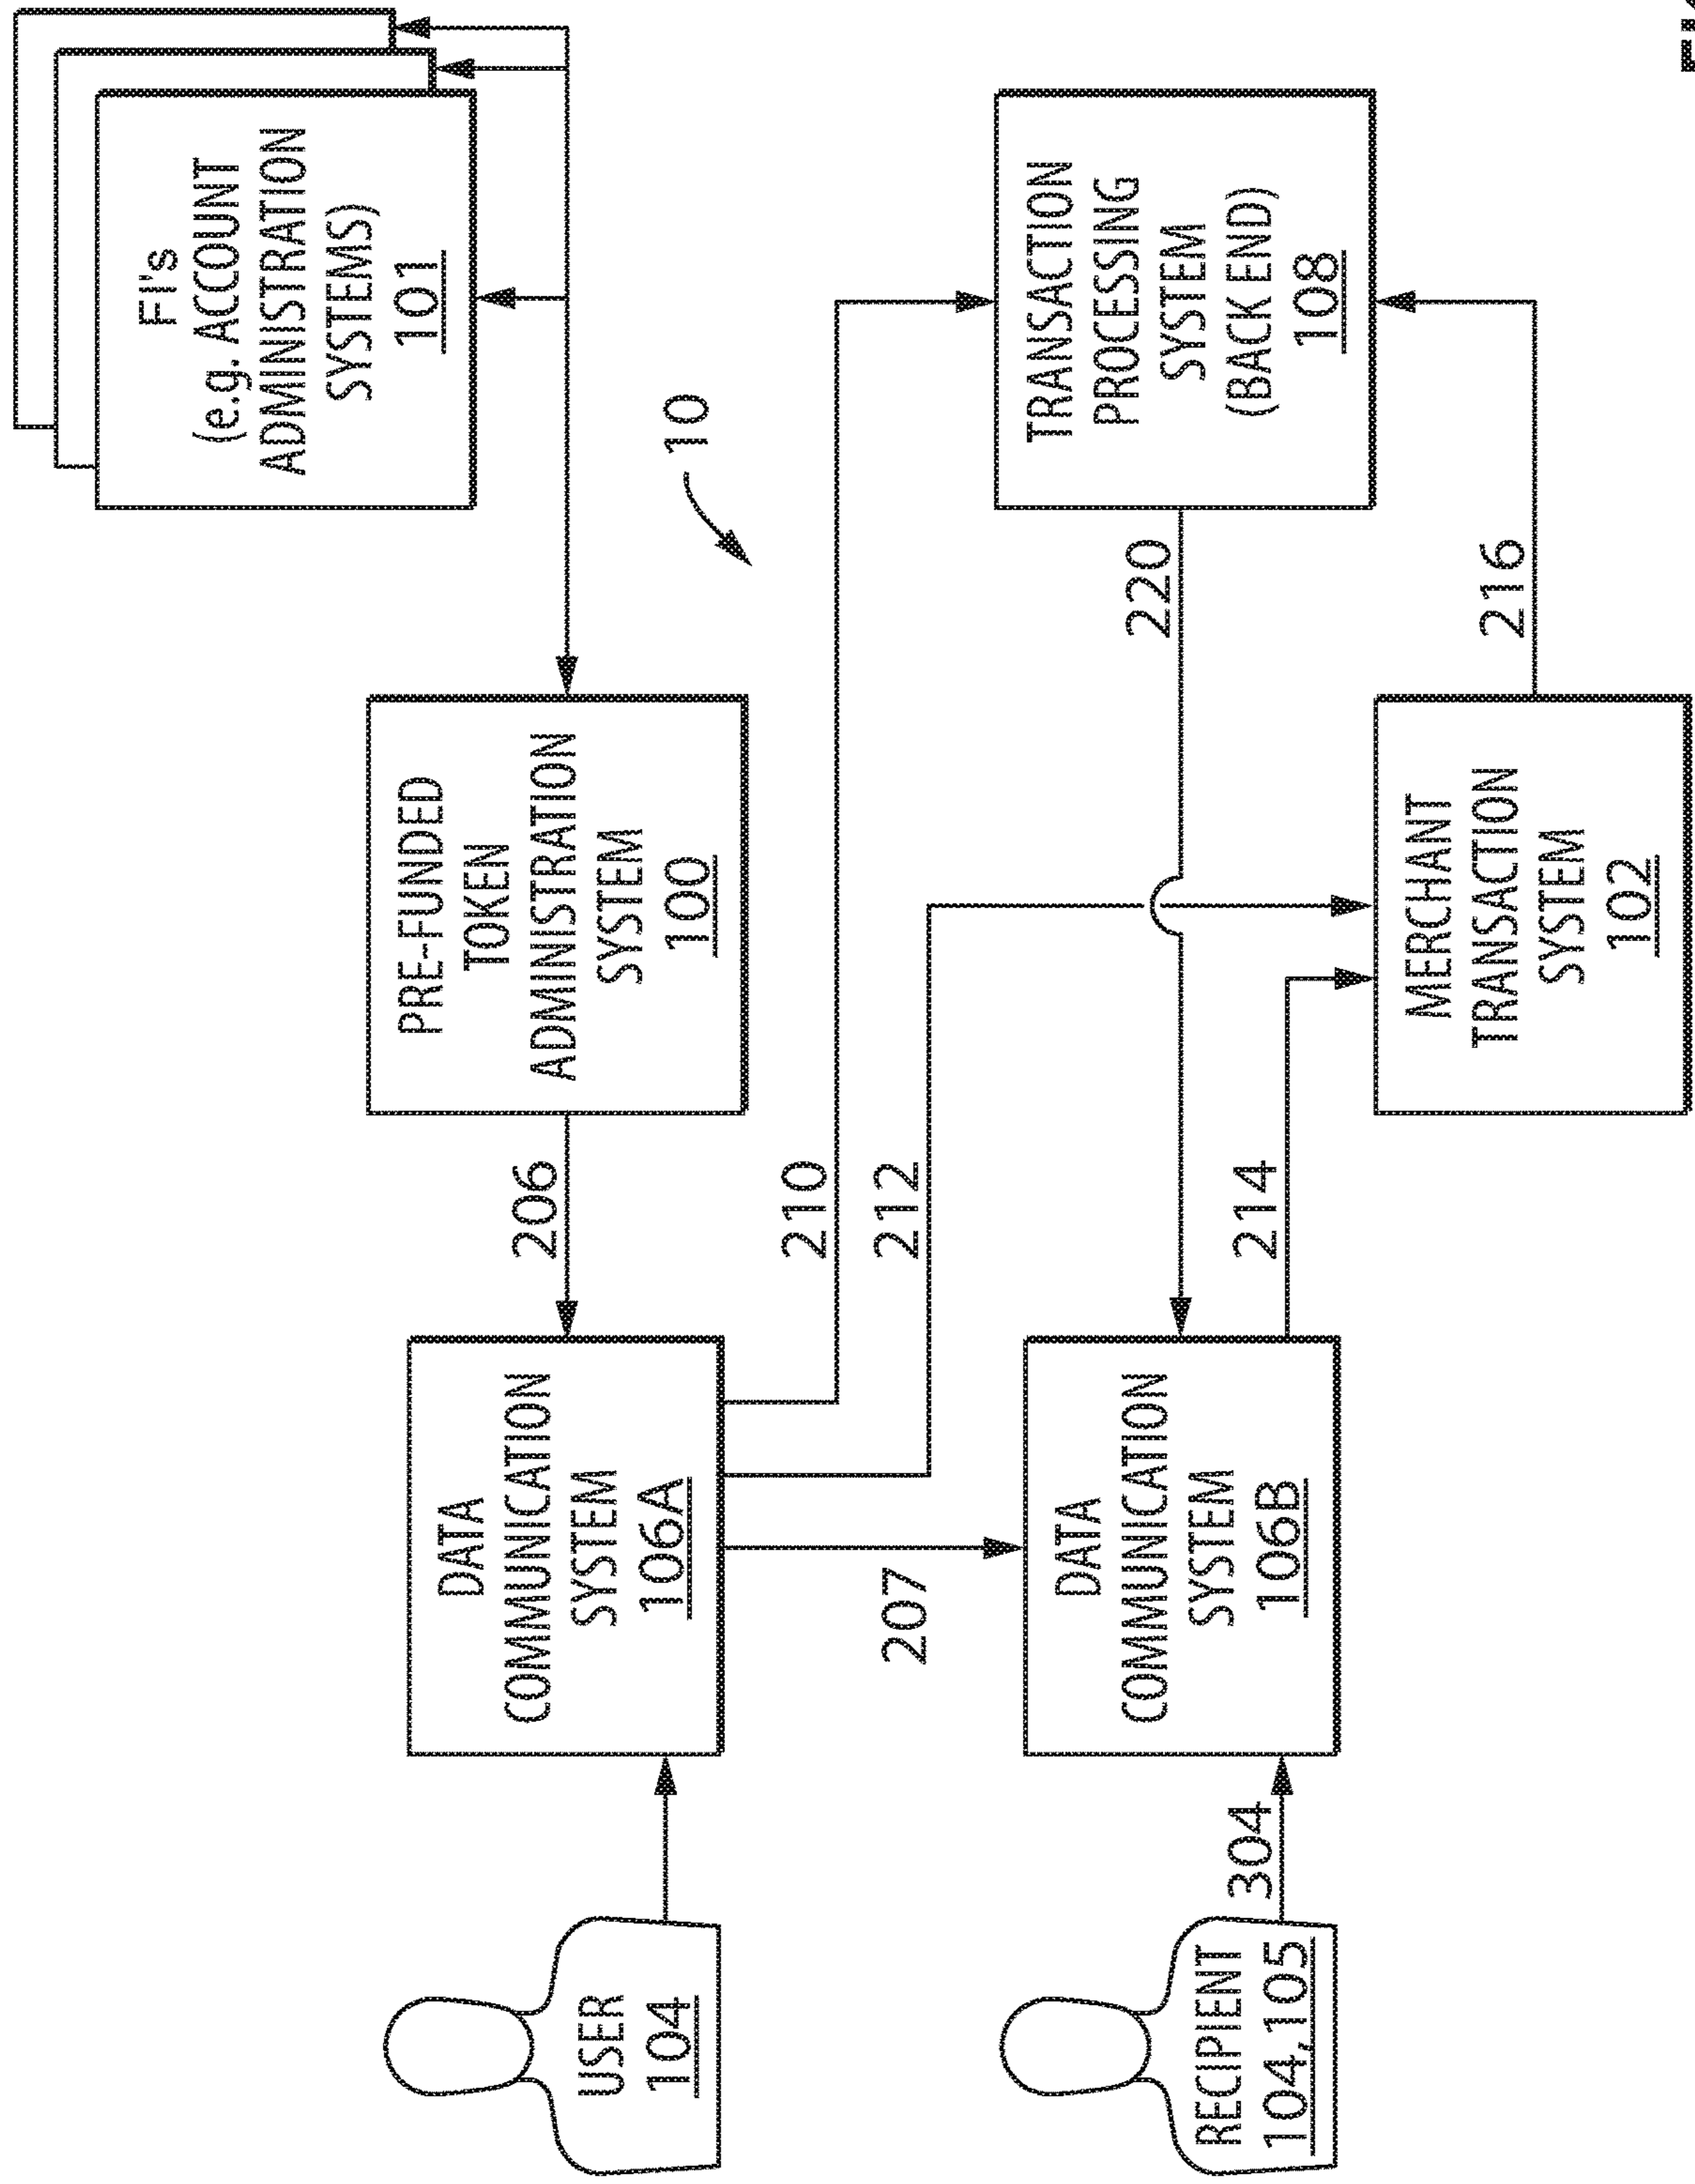 FI's
(e.g. ACCOUNT
ADMINISTRATION
SYSTEMS)
101
PRE-FUNDED
TOKEN
ADMINISTRATION
SYSTEM
100
206
DATA
COMMUNICATION
SYSTEM
106A
USER
104
10
210
212
207
TRANSACTION
PROCESSING
SYSTEM
(BACK END)
108
220
216
214
MERCHANT
TRANSACTION
SYSTEM
102
DATA
COMMUNICATION
SYSTEM
106B
304
RECIPIENT
104,105